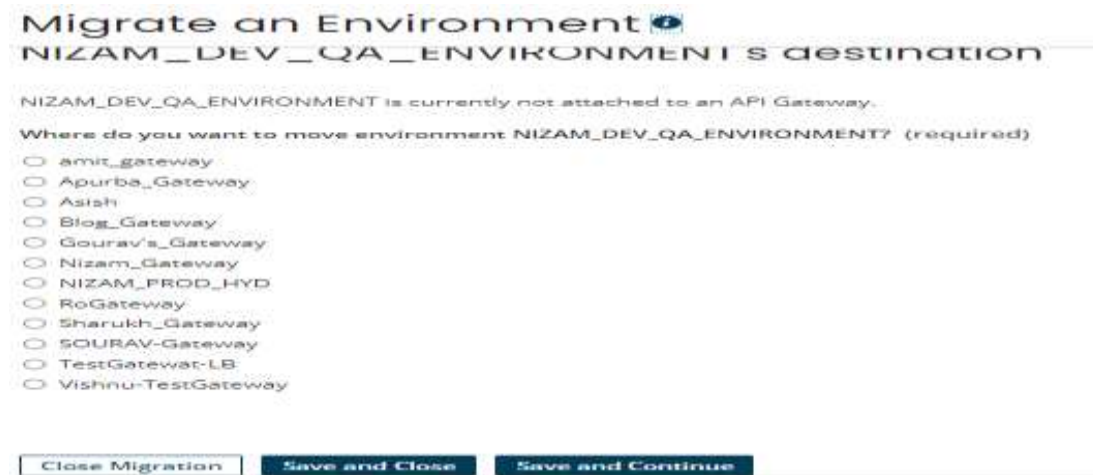 Migrate an Environment
NIZAM_DEV_QA_ENVIRONMENT's destination
NIZAM_DEV_QA_ENVIRONMENT is currently not attached to an API Gateway.
Where do you want to move environment NIZAM_DEV_QA_ENVIRONMENT? (required)
amit_gateway
Apurba_Gateway
Asish
Blog_Gateway
Gourav's_Gateway
Nizam_Gateway
NIZAM_PROD_HYD
RoGateway
Sharukh_Gateway
SOURAV-Gateway
TestGatewat-LB
Vishnu-TestGateway
Close Migration Save and Close Save and Continue